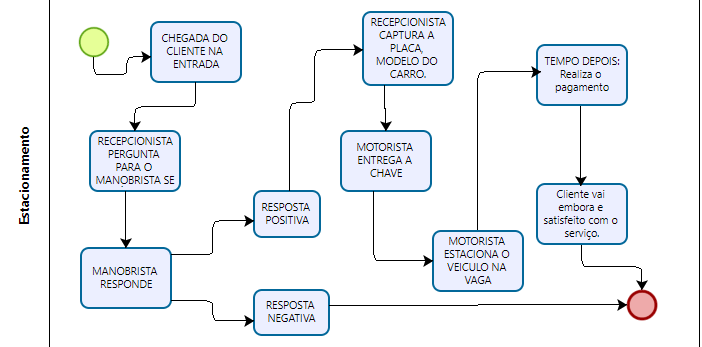 Estacionamento
CHEGADA DO
CLIENTE NA
ENTRADA
RECEPCIONISTA
PERGUNTA
PARA O
MANOBRISTA SE
MANOBRISTA
RESPONDE
RESPOSTA
POSITIVA
RESPOSTA
NEGATIVA
RECEPCIONISTA
CAPTURA A
PLACA,
MODELO DO
CARRO.
MOTORISTA
ENTREGA A
CHAVE
MOTORISTA
ESTACIONA O
VEICULO NA
VAGA
TEMPO DEPOIS:
Realiza o
pagamento
Cliente vai
embora e
satisfeito com o
serviço.